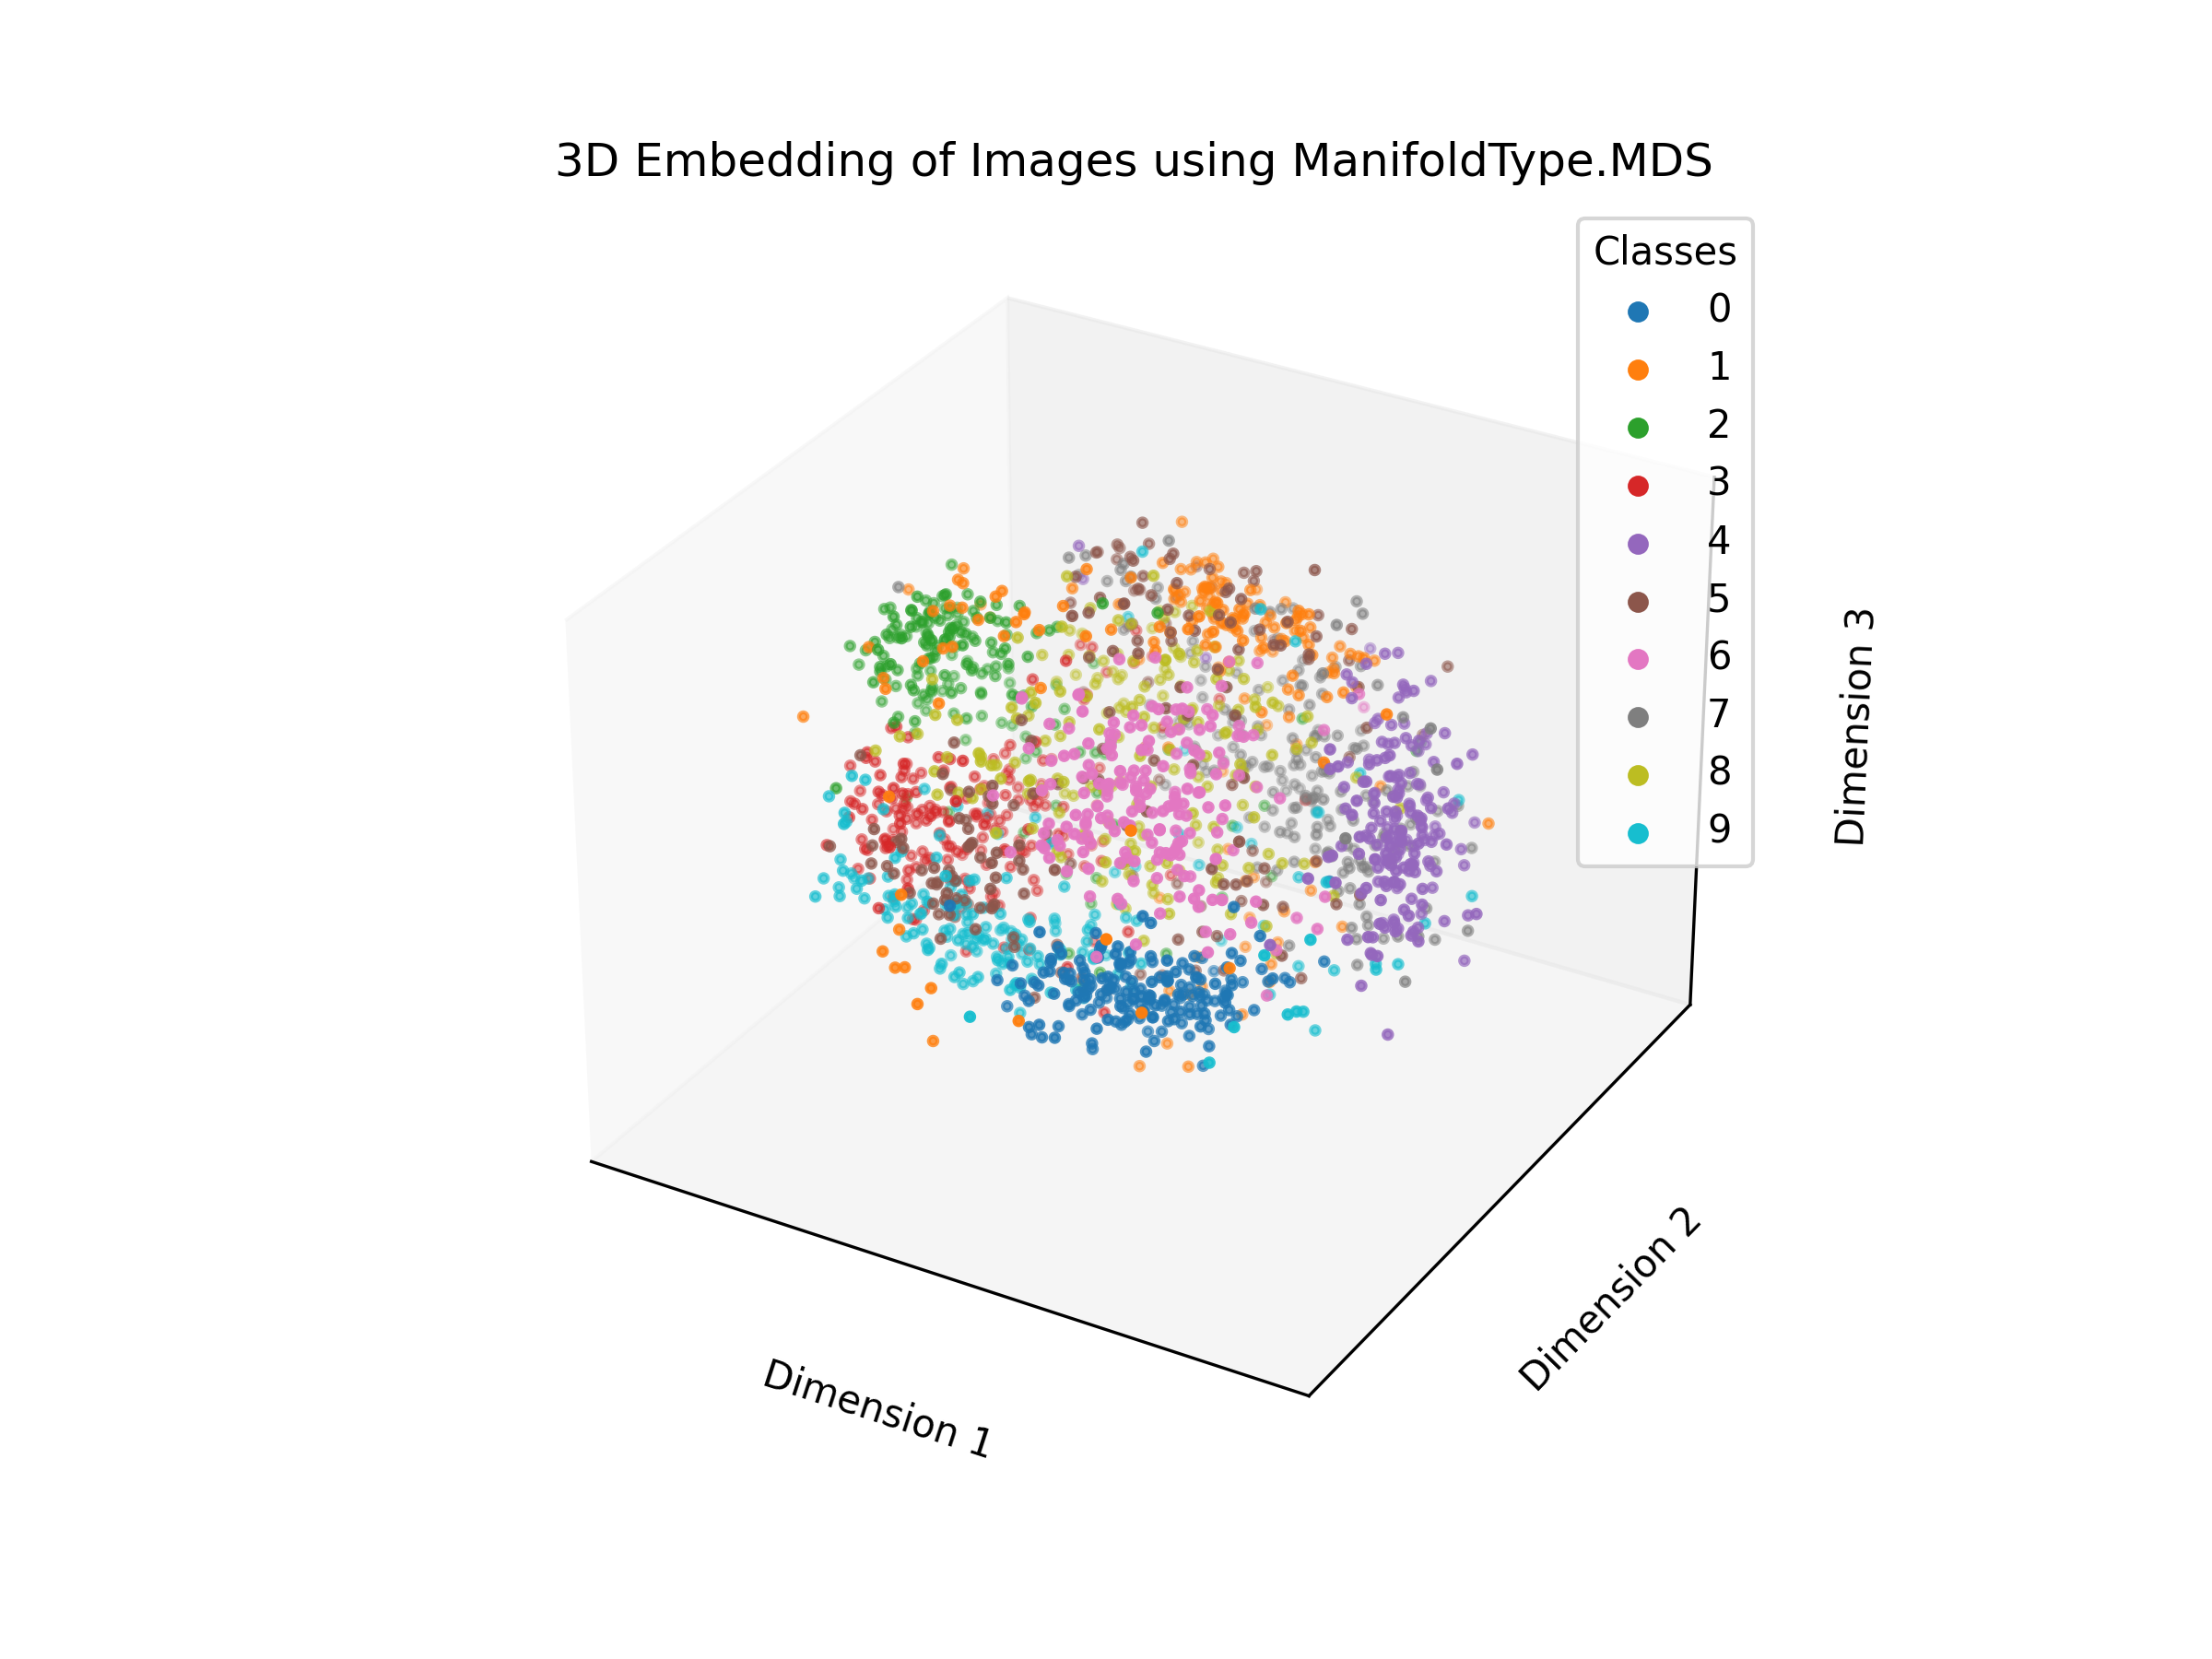 3D Embedding of Images using ManifoldType.MDS
Classes
0
1
2
3
4
5
6
7
8
9
Dimension 3
Dimension 2
Dimension 1